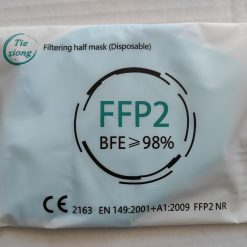 Tie
xiong
Filtering half mask (Disposable)
FFP2
BFE⩾98%
CE 2163 EN 149:2001+A1:2009 FFP2 NR